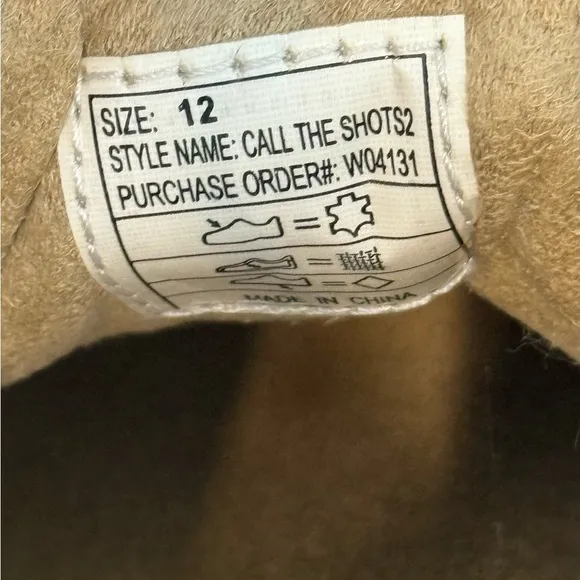 SIZE: 12
STYLE NAME: CALL THE SHOTS2
PURCHASE ORDER#: W04131
MADE IN CHINA